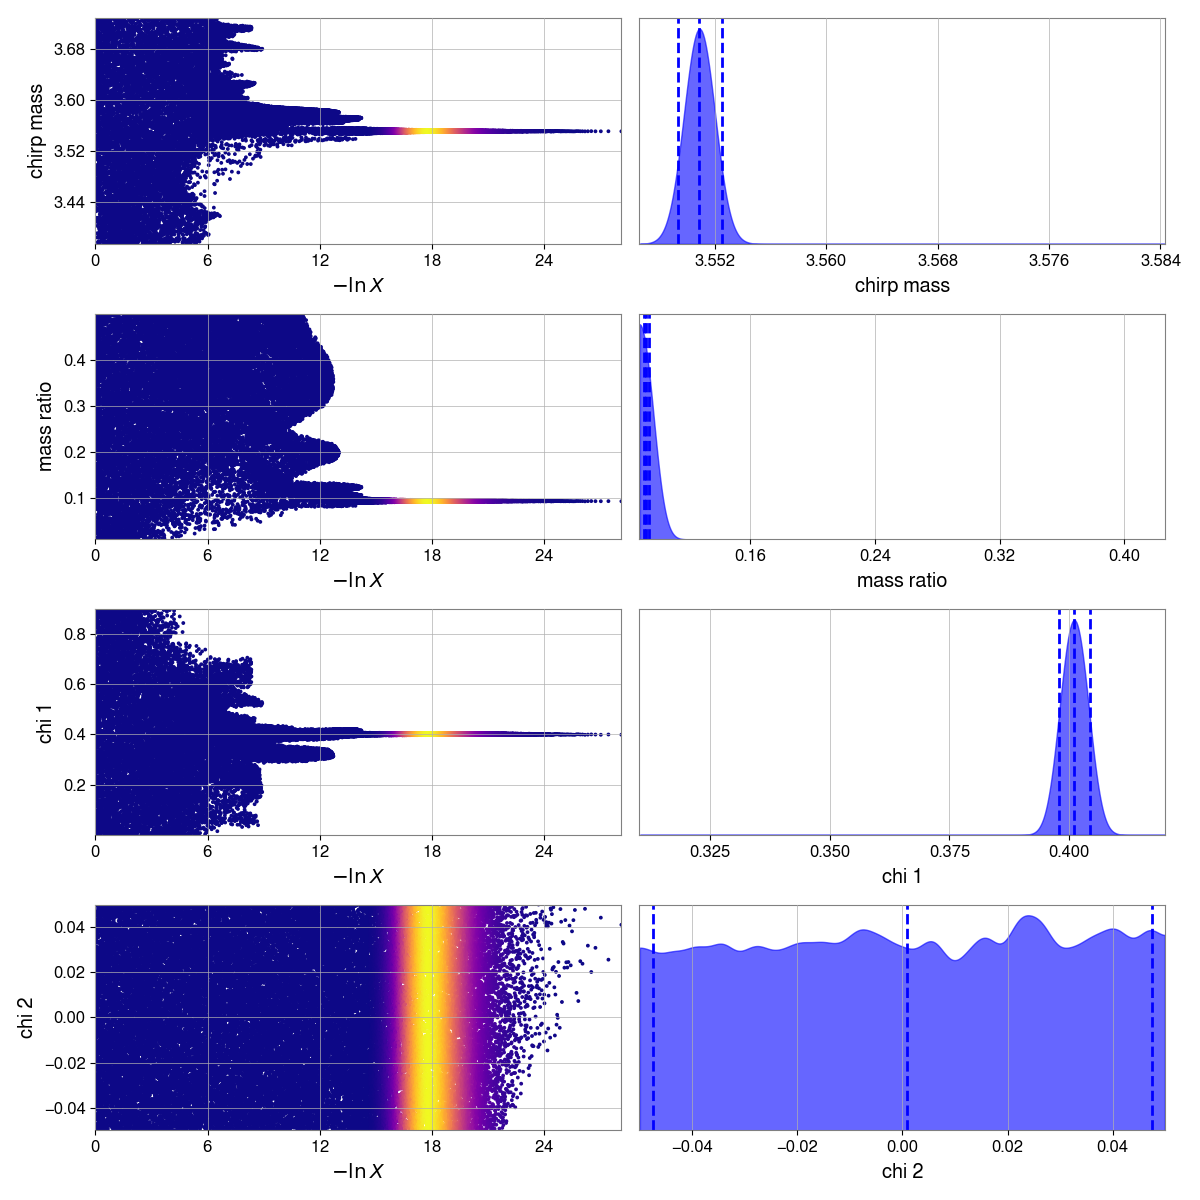 3.68
3.60
3.52
3.44
chirp mass
0 6 12 18 24
−ln X
3.552 3.560 3.568 3.576 3.584
chirp mass
0.4
0.3
0.2
0.1
mass ratio
0 6 12 18 24
−ln X
0.16 0.24 0.32 0.40
mass ratio
0.8
0.6
0.4
0.2
chi 1
0 6 12 18 24
−ln X
0.325 0.350 0.375 0.400
chi 1
0.04
0.02
0.00
−0.02
−0.04
chi 2
0 6 12 18 24
−ln X
−0.04 −0.02 0.00 0.02 0.04
chi 2